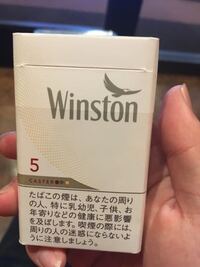 Winston
5
CASTER
たばこの煙は、あなたの周り
の人、特に乳幼児、子供、お
年寄りなどの健康に悪影響
を及ぼします。喫煙の際には、
周りの人の迷惑にならないよう
に注意しましょう。